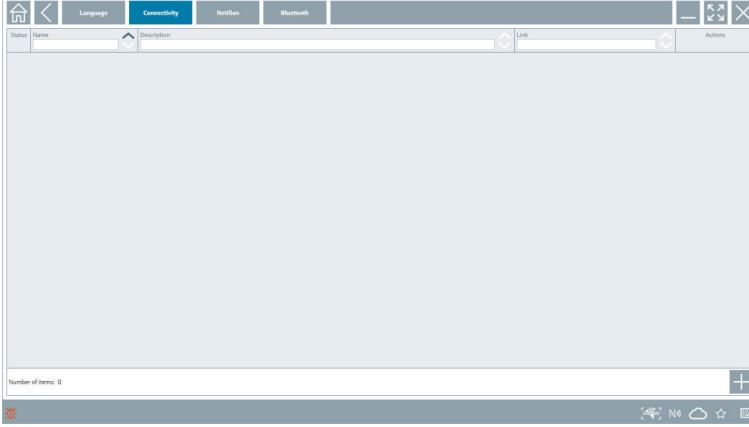 Language Connectivity Netilion Bluetooth
Status Name Description Link Actions
Number of items: 0